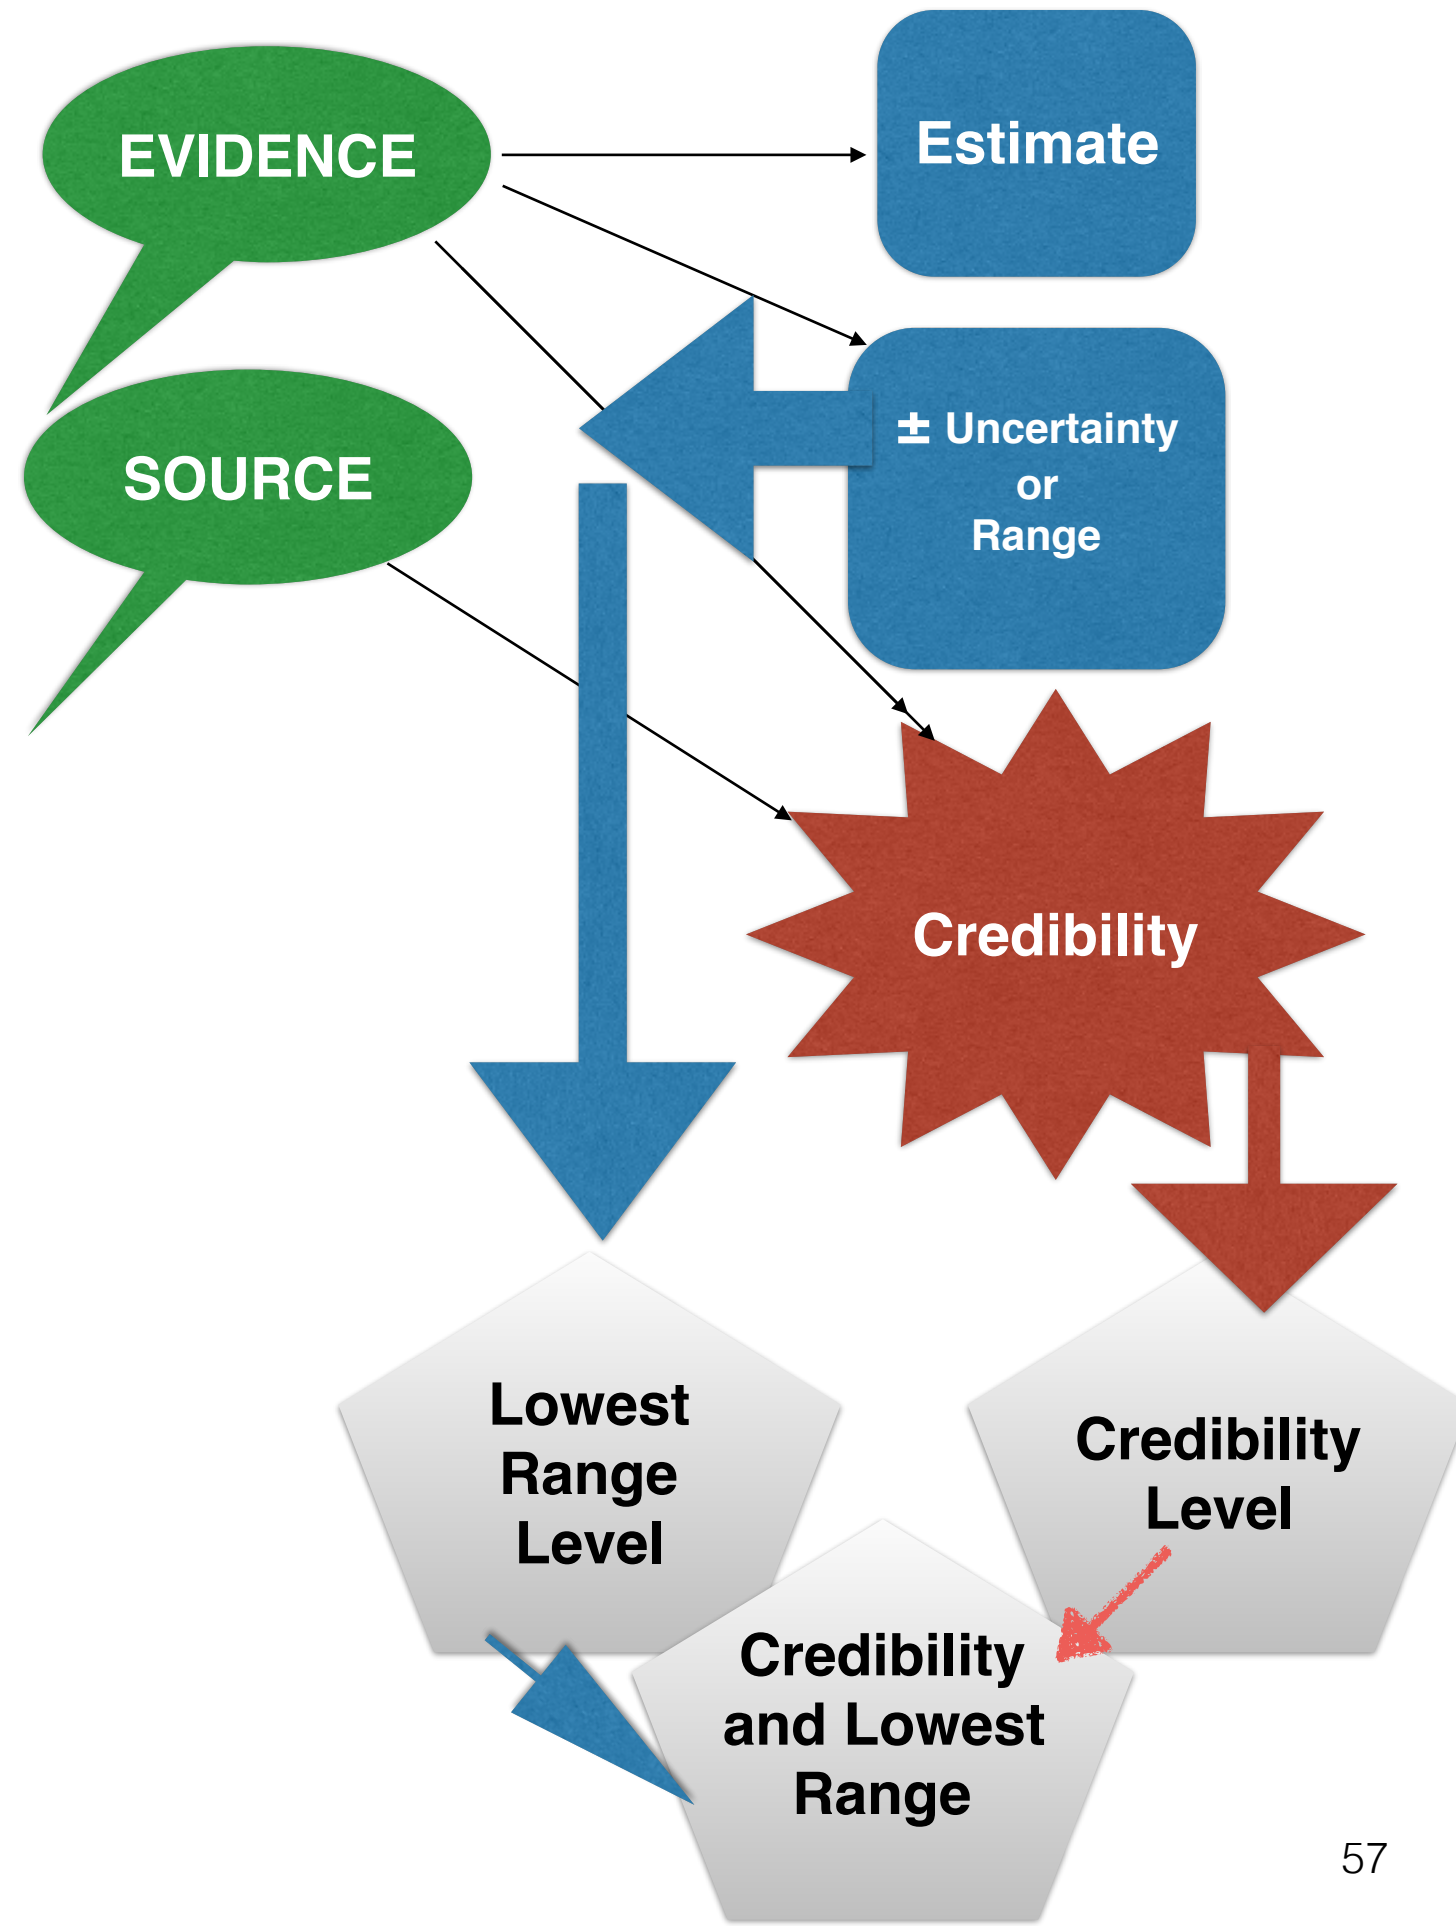 EVIDENCE
Estimate
± Uncertainty
or
Range
SOURCE
Credibility
Lowest
Range
Level
Credibility
Level
Credibility
and Lowest
Range
57